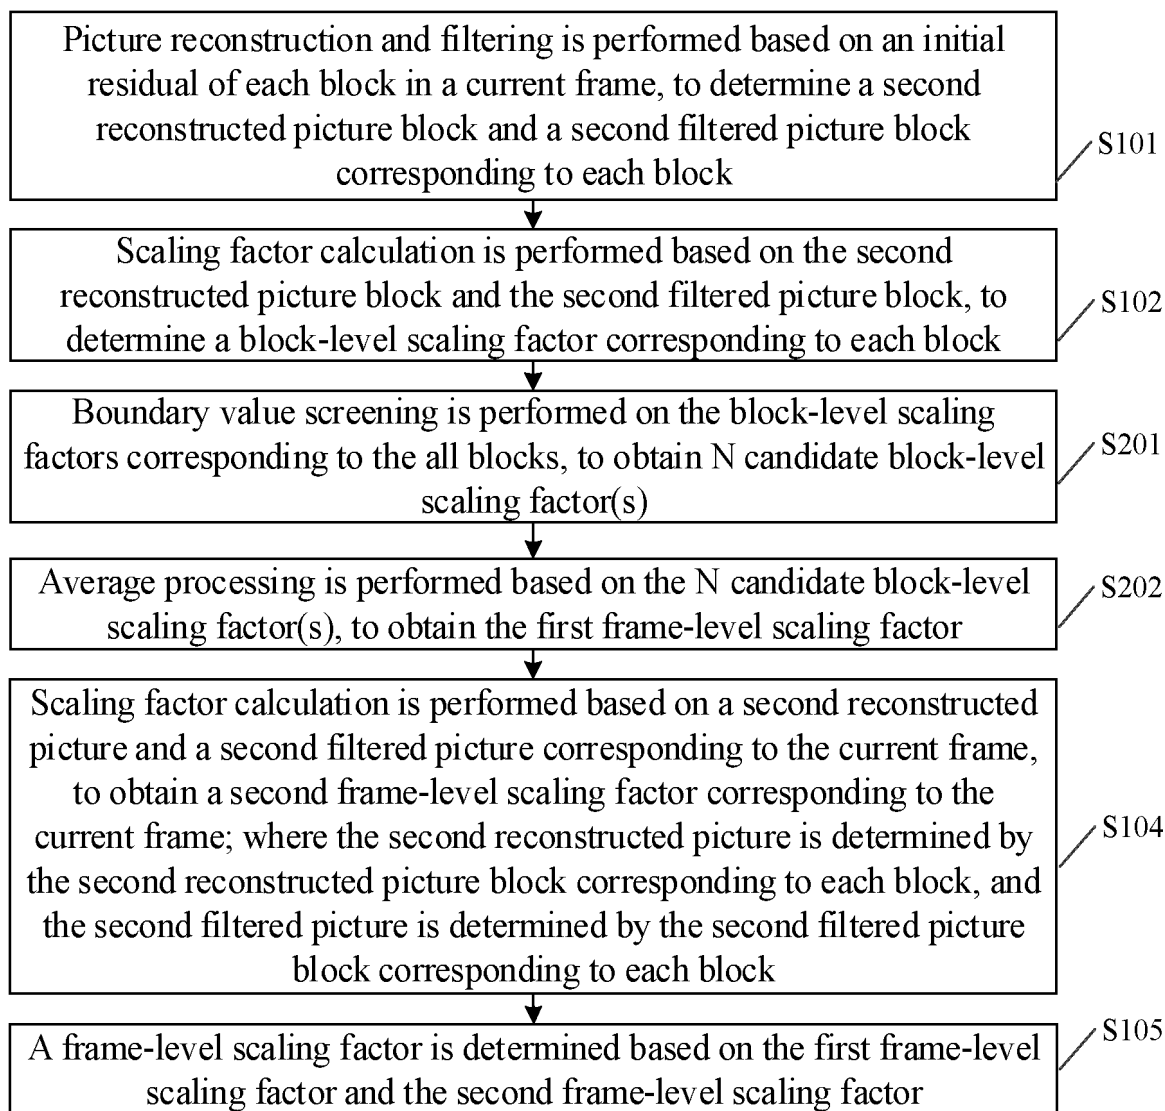 Picture reconstruction and filtering is performed based on an initial
residual of each block in a current frame, to determine a second
reconstructed picture block and a second filtered picture block
corresponding to each block
S101
Scaling factor calculation is performed based on the second
reconstructed picture block and the second filtered picture block, to
determine a block-level scaling factor corresponding to each block
S102
Boundary value screening is performed on the block-level scaling
factors corresponding to the all blocks, to obtain N candidate block-level
scaling factor(s)
S201
Average processing is performed based on the N candidate block-level
scaling factor(s), to obtain the first frame-level scaling factor
S202
Scaling factor calculation is performed based on a second reconstructed
picture and a second filtered picture corresponding to the current frame,
to obtain a second frame-level scaling factor corresponding to the
current frame; where the second reconstructed picture is determined by
the second reconstructed picture block corresponding to each block, and
the second filtered picture is determined by the second filtered picture
block corresponding to each block
S104
A frame-level scaling factor is determined based on the first frame-level
scaling factor and the second frame-level scaling factor
S105